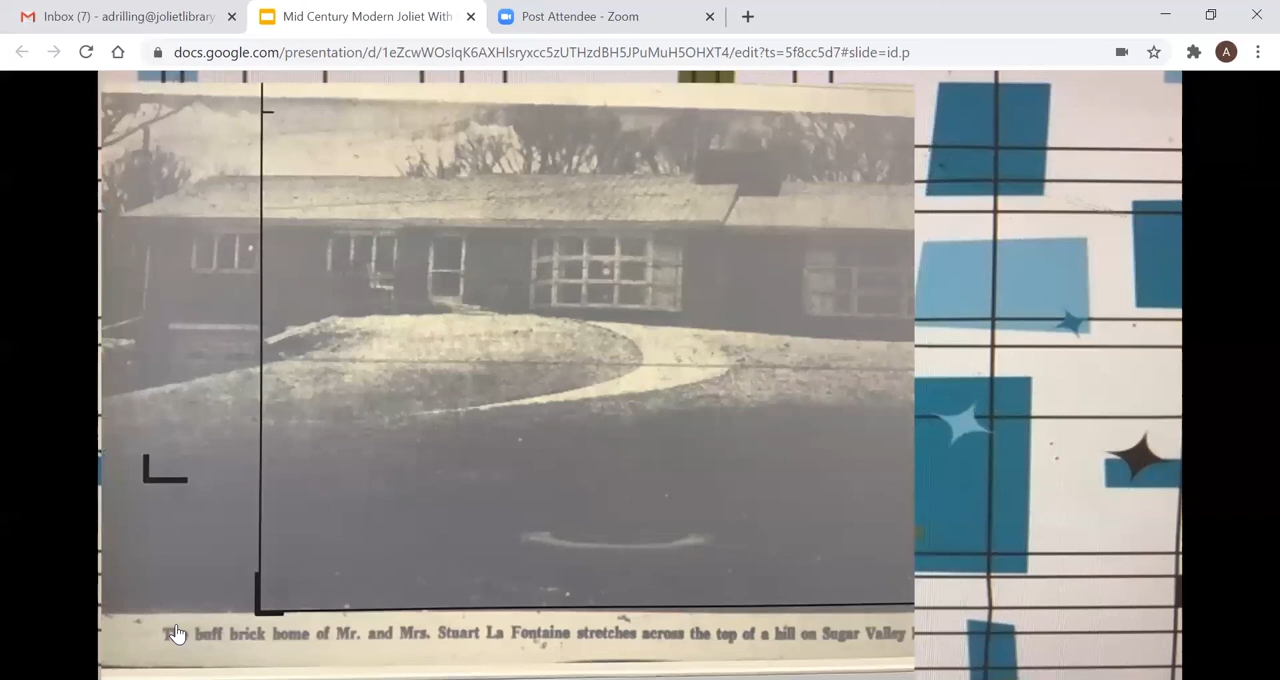 Inbox (7) - adrilling@jolietlibrary
Mid Century Modern Joliet With
Post Attendee - Zoom
docs.google.com/presentation/d/1eZcwWOsIqK6AXHIsryxcc5zUTHzdBH5JPuMuH5OHXT4/edit?ts=5f8cc5d7#slide=id.p
A
buff brick home of Mr. and Mrs. Stuart La Fontaine stretches across the top of a hill on Sugar Valley